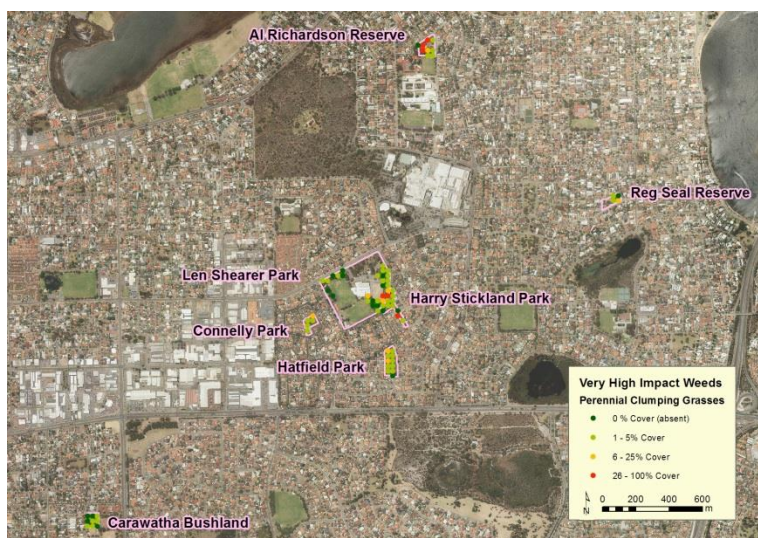 Al Richardson Reserve
Reg Seal Reserve
Len Shearer Park
Harry Stickland Park
Connelly Park
Hatfield Park
Carawatha Bushland
Very High Impact Weeds
Perennial Clumping Grasses
0 % Cover (absent)
1 - 5% Cover
6 - 25% Cover
26 - 100% Cover
N
0 100 200 400 600
m